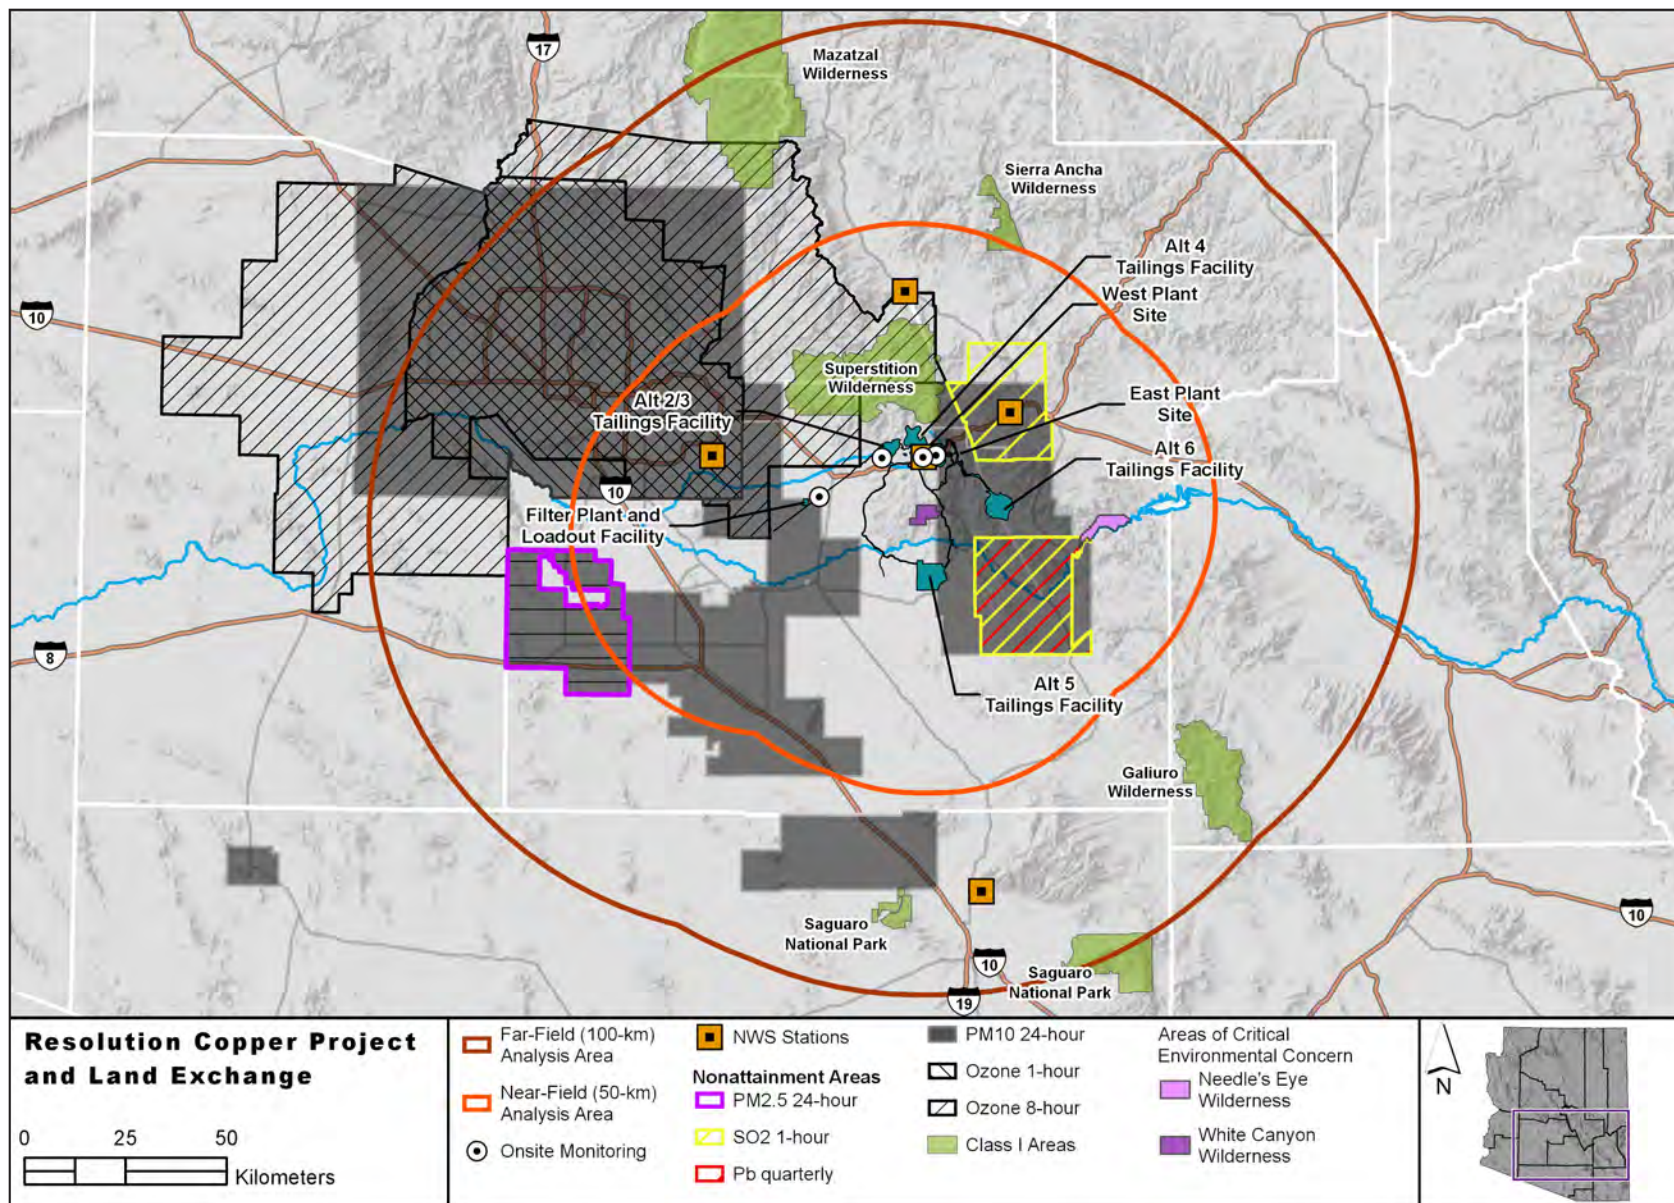 17
Mazatzal
Wilderness
Sierra Ancha
Wilderness
Alt 4
Tailings Facility
West Plant
Site
10
Superstition
Wilderness
Alt 2/3
Tailings Facility
East Plant
Site
Alt 6
Tailings Facility
10
Filter Plant and
Loadout Facility
8
Alt 5
Tailings Facility
Galiuro
Wilderness
Saguaro
National Park
10
10
Saguaro
National Park
19
Resolution Copper Project
and Land Exchange
0 25 50
Kilometers
Far-Field (100-km)
Analysis Area
Near-Field (50-km)
Analysis Area
Onsite Monitoring
NWS Stations
Nonattainment Areas
PM2.5 24-hour
SO2 1-hour
Pb quarterly
PM10 24-hour
Ozone 1-hour
Ozone 8-hour
Class I Areas
Areas of Critical
Environmental Concern
Needle's Eye
Wilderness
White Canyon
Wilderness
N